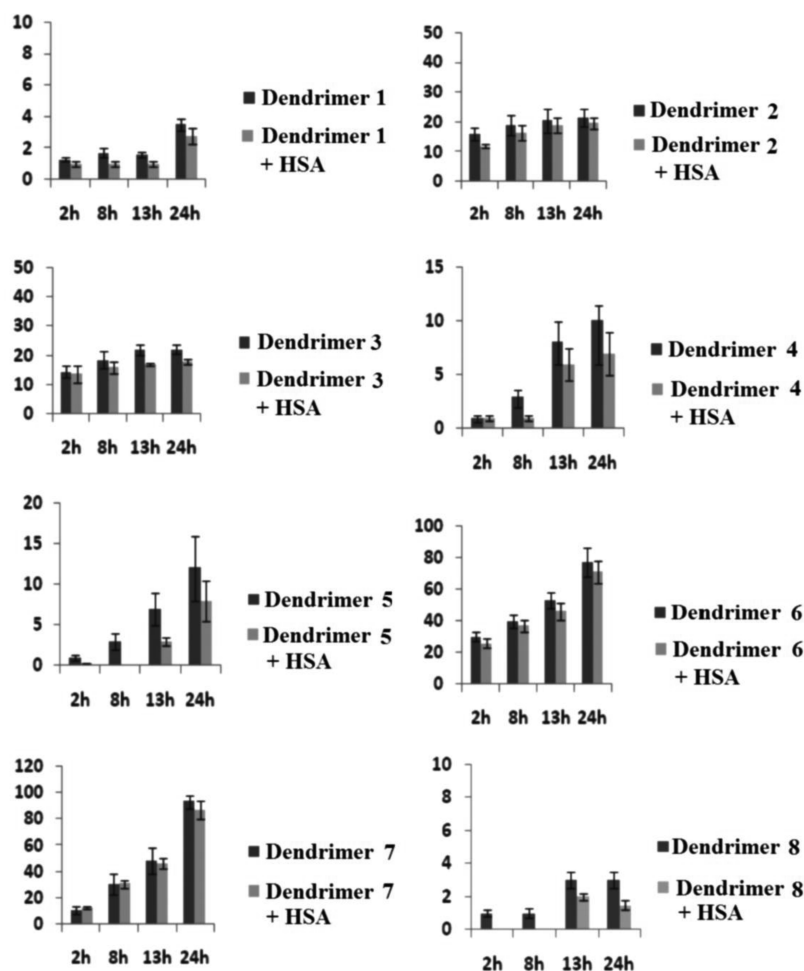 10
8
6
4
2
0
2h 8h 13h 24h
Dendrimer 1
Dendrimer 1
+ HSA
50
40
30
20
10
0
2h 8h 13h 24h
Dendrimer 2
Dendrimer 2
+ HSA
50
40
30
20
10
0
2h 8h 13h 24h
Dendrimer 3
Dendrimer 3
+ HSA
15
10
5
0
2h 8h 13h 24h
Dendrimer 4
Dendrimer 4
+ HSA
20
15
10
5
0
2h 8h 13h 24h
Dendrimer 5
Dendrimer 5
+ HSA
100
80
60
40
20
0
2h 8h 13h 24h
Dendrimer 6
Dendrimer 6
+ HSA
120
100
80
60
40
20
0
2h 8h 13h 24h
Dendrimer 7
Dendrimer 7
+ HSA
10
8
6
4
2
0
2h 8h 13h 24h
Dendrimer 8
Dendrimer 8
+ HSA